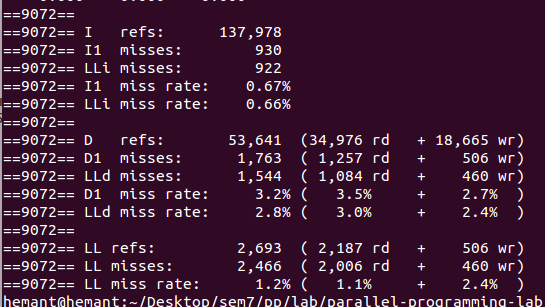 ==9072==
==9072== I   refs:      137,978
==9072== I1  misses:        930
==9072== LLi misses:        922
==9072== I1  miss rate:    0.67%
==9072== LLi miss rate:    0.66%
==9072==
==9072== D   refs:       53,641  (34,976 rd   + 18,665 wr)
==9072== D1  misses:      1,763  ( 1,257 rd   +    506 wr)
==9072== LLd misses:      1,544  ( 1,084 rd   +    460 wr)
==9072== D1  miss rate:     3.2% (   3.5%     +    2.7%  )
==9072== LLd miss rate:     2.8% (   3.0%     +    2.4%  )
==9072==
==9072== LL refs:         2,693  ( 2,187 rd   +    506 wr)
==9072== LL misses:       2,466  ( 2,006 rd   +    460 wr)
==9072== LL miss rate:      1.2% (   1.1%     +    2.4%  )
hemant@hemant:~/Desktop/sem7/pp/lab/parallel-programming-lab